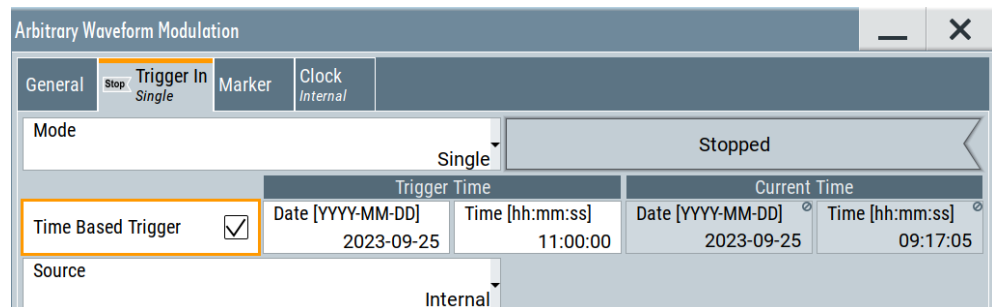 Arbitrary Waveform Modulation
General
Stop Trigger In
Single
Marker
Clock
Internal
Mode
Single
Stopped
Trigger Time
Current Time
Time Based Trigger
Date [YYYY-MM-DD]
2023-09-25
Time [hh:mm:ss]
11:00:00
Date [YYYY-MM-DD]
2023-09-25
Time [hh:mm:ss]
09:17:05
Source
Internal